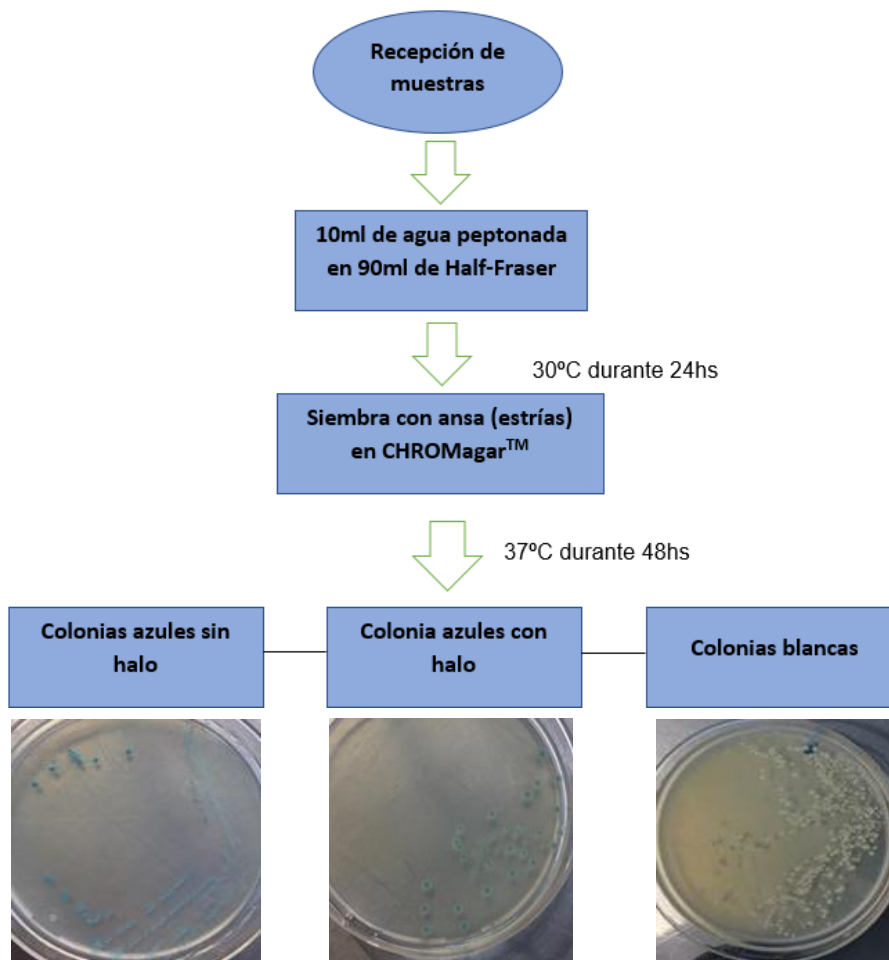 Recepción de
muestras
10ml de agua peptonada
en 90ml de Half-Fraser
30ºC durante 24hs
Siembra con ansa (estrías)
en CHROMagar™
37ºC durante 48hs
Colonias azules sin
halo
Colonia azules con
halo
Colonias blancas